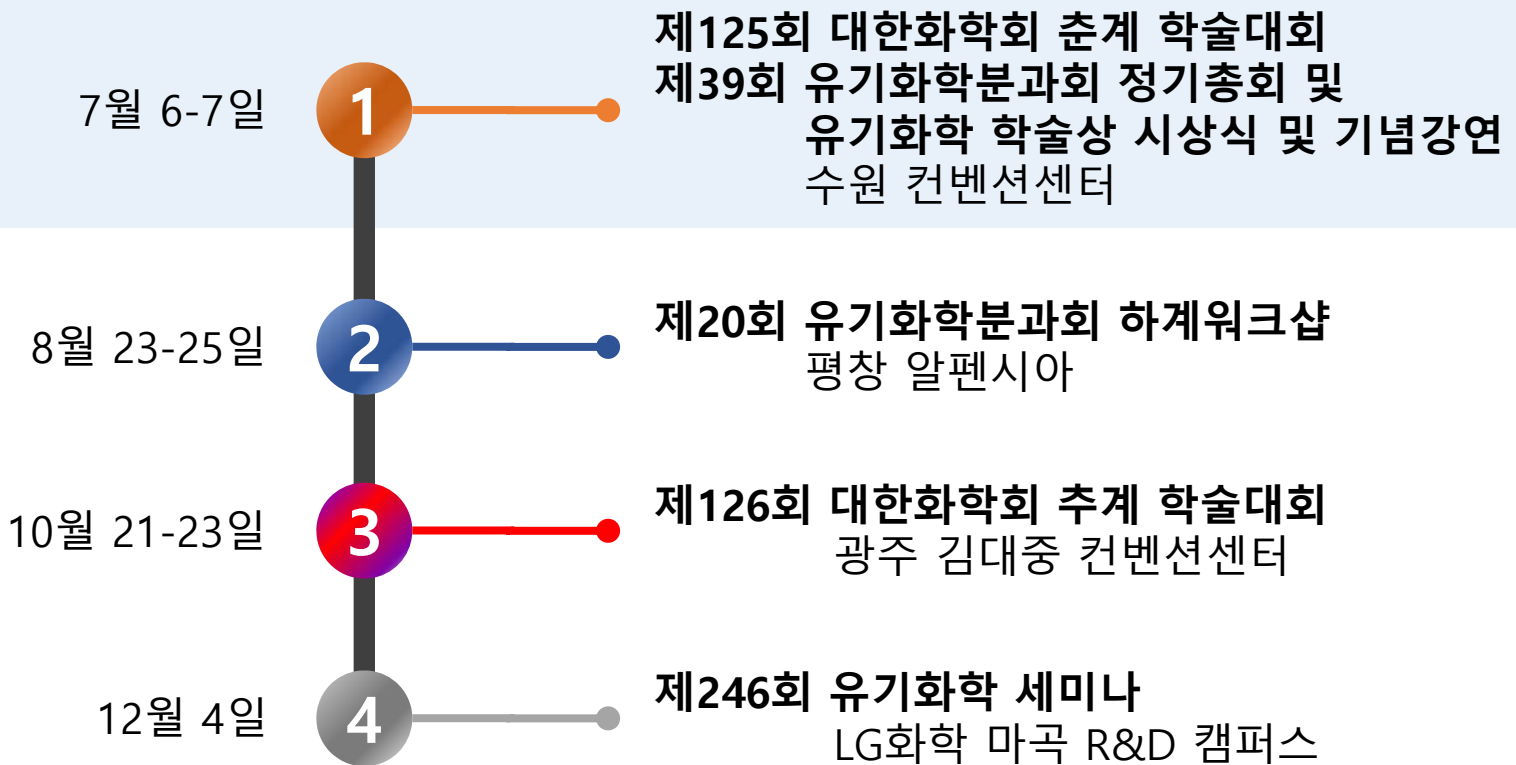 제125회 대한화학회 춘계 학술대회
7월 6-7일
1
제39회 유기화학분과회 정기총회 및
유기화학 학술상 시상식 및 기념강연
수원 컨벤션센터
8월 23-25일
2
제20회 유기화학분과회 하계워크샵
평창 알펜시아
10월 21-23일
3
제126회 대한화학회 추계 학술대회
광주 김대중 컨벤션센터
12월 4일
4
제246회 유기화학 세미나
LG화학 마곡 R&D 캠퍼스